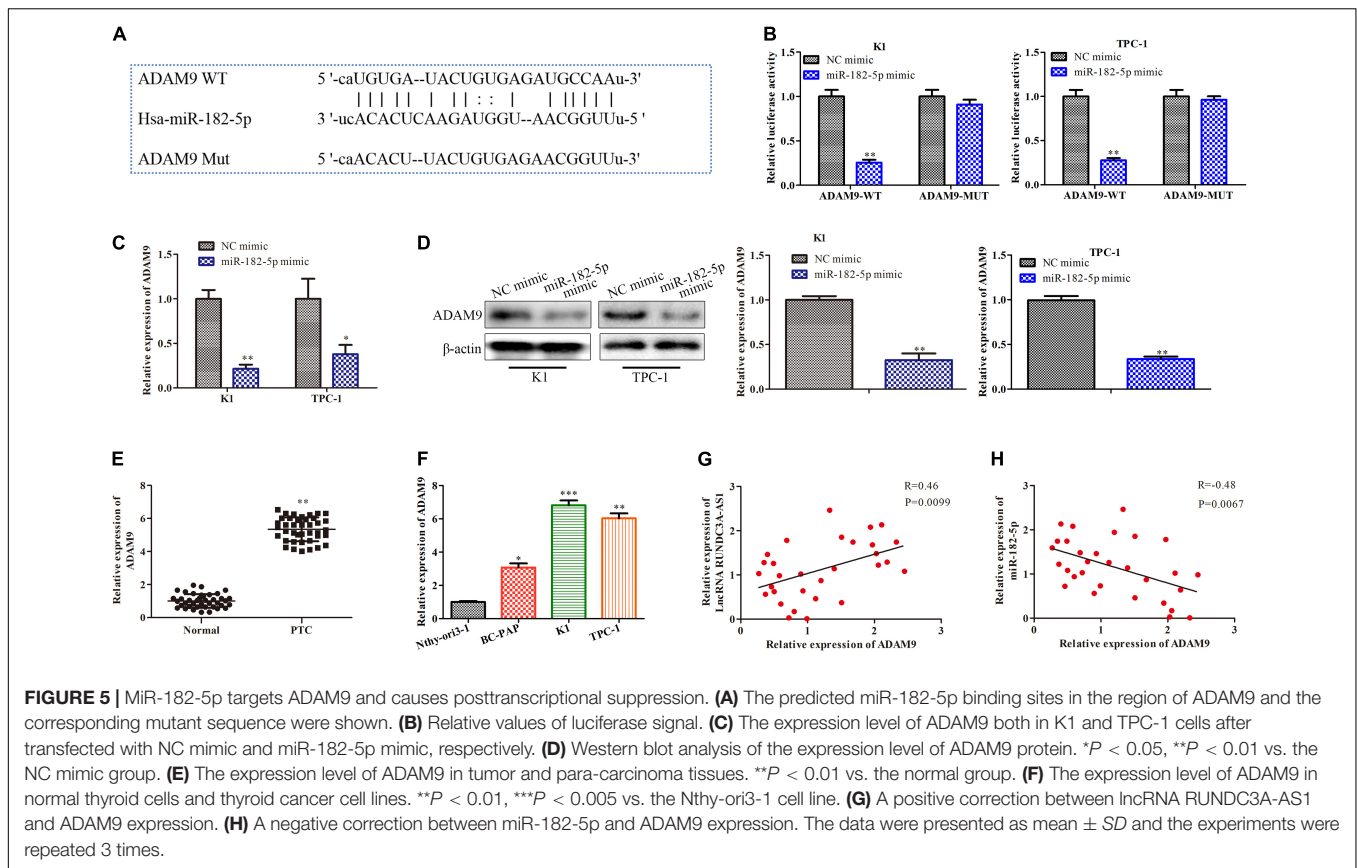 A
ADAM9 WT 5 '-caUGUGA--UACUGUGAGAUGCCAAu-3'
Hsa-miR-182-5p 3 '-ucACACUCAAGAUGGU--AACGGUUu-5 '
ADAM9 Mut 5 '-caACACU--UACUGUGAGAACGGUUu-3'
B
K1
NC mimic
miR-182-5p mimic
Relative luciferase activity
1.5
1.0
0.5
0.0
**
ADAM9-WT ADAM9-MUT
TPC-1
NC mimic
miR-182-5p mimic
Relative luciferase activity
1.5
1.0
0.5
0.0
**
ADAM9-WT ADAM9-MUT
C
NC mimic
miR-182-5p mimic
Relative expression of ADAM9
1.5
1.0
0.5
0.0
** *
K1 TPC-1
D
NC mimic miR-182-5p mimic NC mimic miR-182-5p mimic
ADAM9
β-actin
K1 TPC-1
K1
NC mimic
miR-182-5p mimic
Relative expression of ADAM9
1.5
1.0
0.5
0.0
**
TPC-1
NC mimic
miR-182-5p mimic
Relative expression of ADAM9
1.5
1.0
0.5
0.0
**
E
Relative expression of
ADAM9
8
6
4
2
0
**
Normal PTC
F
Relative expression of ADAM9
8
6
4
2
0
* *** **
Nthy-ori3-1 BC-PAP K1 TPC-1
G
Relative expression of
LncRNA RUNDC3A-AS1
3
2
1
0
R=0.46
P=0.0099
0 1 2 3
Relative expression of ADAM9
H
Relative expression of
miR-182-5p
3
2
1
0
R=-0.48
P=0.0067
0 1 2 3
Relative expression of ADAM9
FIGURE 5 | MiR-182-5p targets ADAM9 and causes posttranscriptional suppression. (A) The predicted miR-182-5p binding sites in the region of ADAM9 and the
corresponding mutant sequence were shown. (B) Relative values of luciferase signal. (C) The expression level of ADAM9 both in K1 and TPC-1 cells after
transfected with NC mimic and miR-182-5p mimic, respectively. (D) Western blot analysis of the expression level of ADAM9 protein. *P < 0.05, **P < 0.01 vs. the
NC mimic group. (E) The expression level of ADAM9 in tumor and para-carcinoma tissues. **P < 0.01 vs. the normal group. (F) The expression level of ADAM9 in
normal thyroid cells and thyroid cancer cell lines. **P < 0.01, ***P < 0.005 vs. the Nthy-ori3-1 cell line. (G) A positive correction between lncRNA RUNDC3A-AS1
and ADAM9 expression. (H) A negative correction between miR-182-5p and ADAM9 expression. The data were presented as mean ± SD and the experiments were
repeated 3 times.